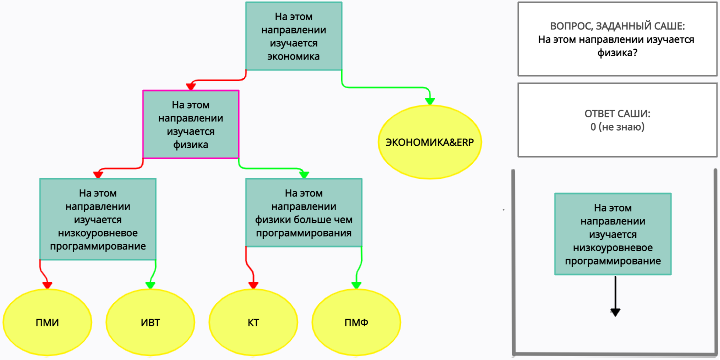 На этом
направлении
изучается
экономика
На этом
направлении
изучается
физика
ЭКОНОМИКА&ERP
На этом
направлении
изучается
низкоуровневое
программирование
На этом
направлении
физики больше чем
программирования
ПМИ
ИВТ
КТ
ПМФ
ВОПРОС, ЗАДАННЫЙ САШЕ:
На этом направлении изучается
физика?
ОТВЕТ САШИ:
0 (не знаю)
На этом
направлении
изучается
низкоуровневое
программирование